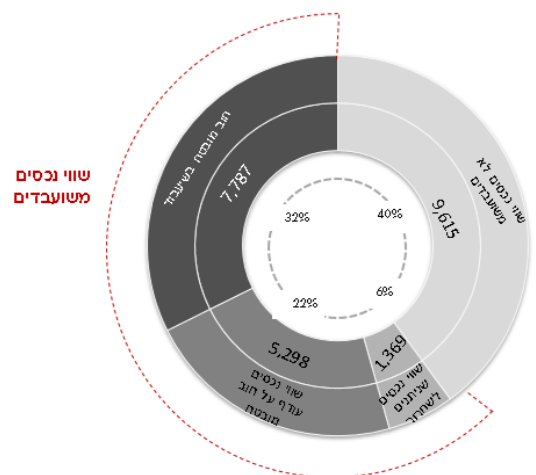 שווי נכסים
משועבדים
חוב מובטח בשיעבוד
7,787
שווי נכסים לא
משועבדים
9,615
32%
40%
22%
6%
5,298
שווי נכסים
עודף על חוב
מובטח
1,369
שווי נכסים
שניתנים
לשחרור